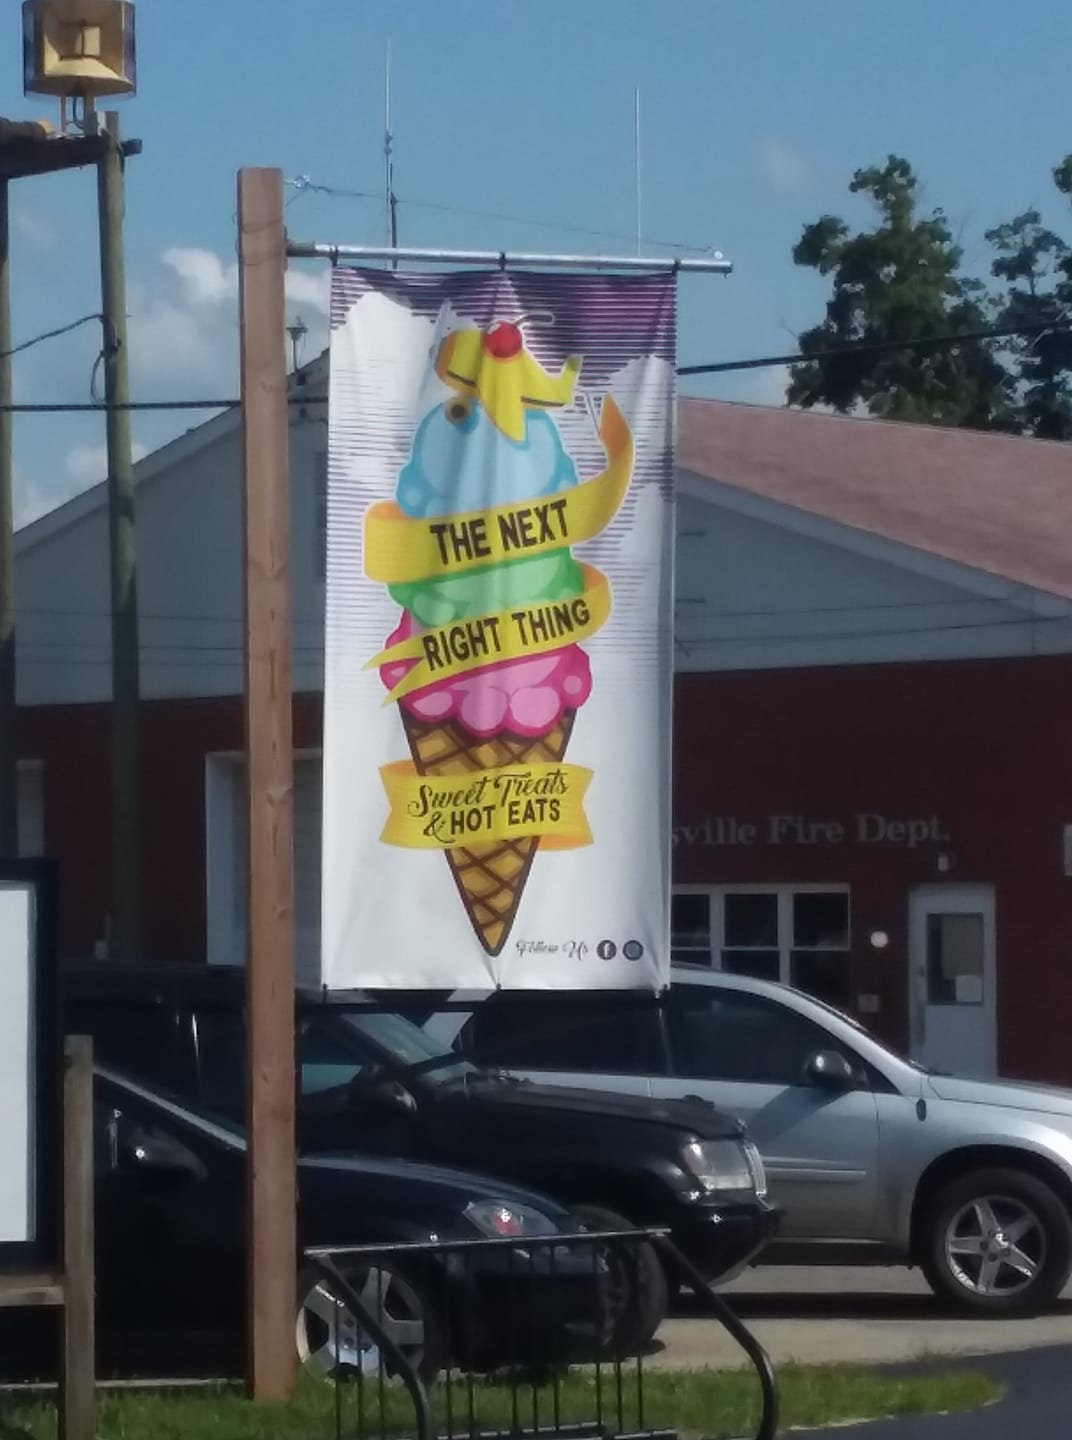 THE NEXT
RIGHT THING
Sweet Treats
& HOT EATS
Follow Us
sville Fire Dept.